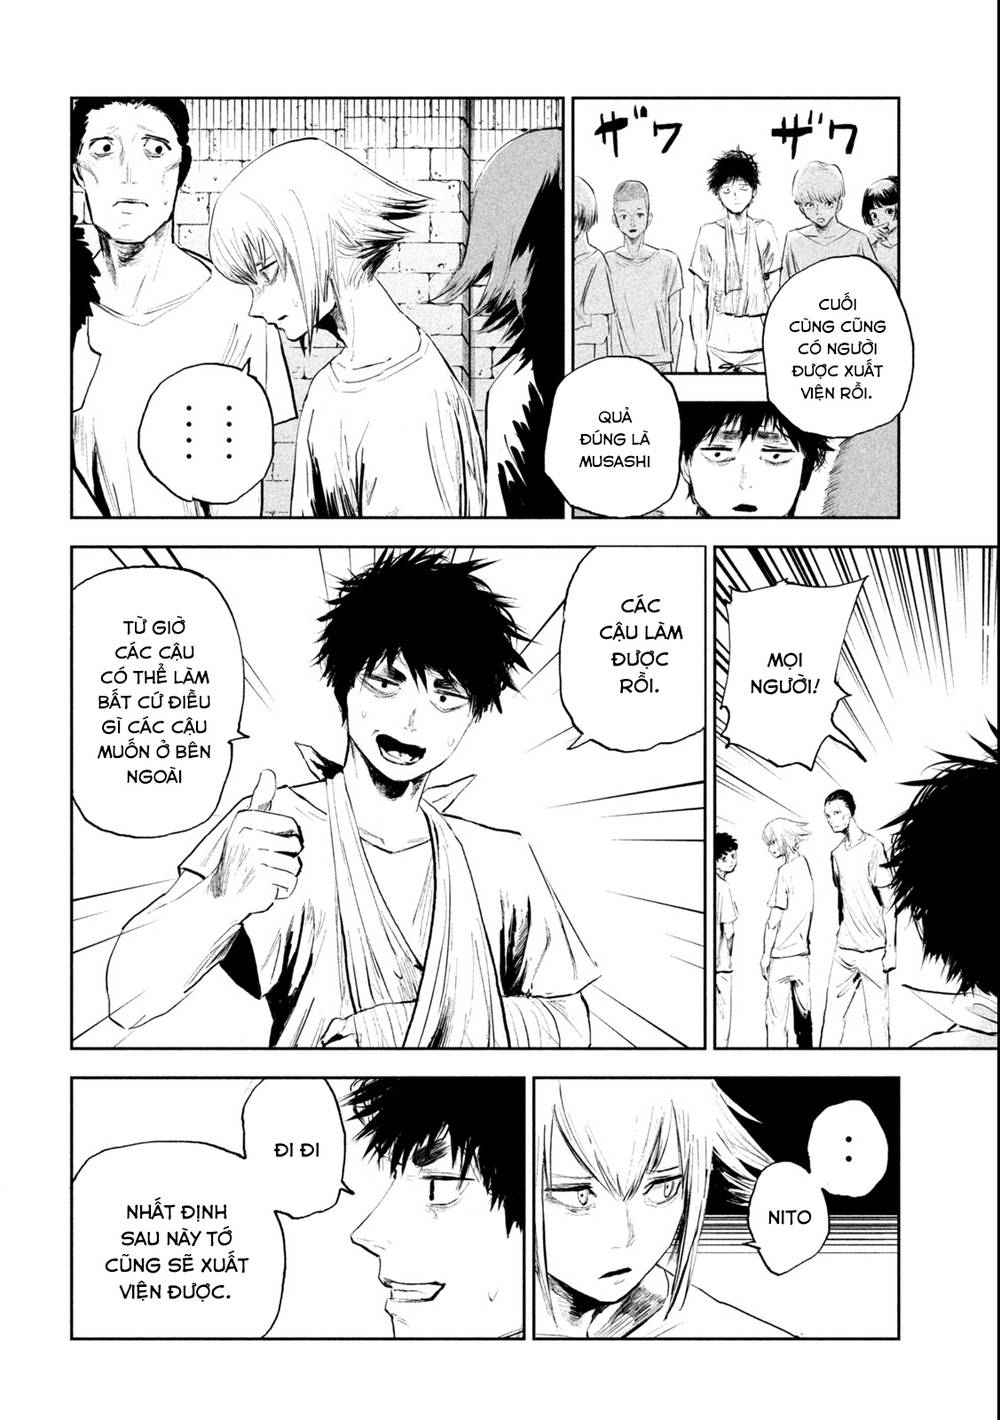 ザワ
ザワ
CUỐI
CÙNG CŨNG
CÓ NGƯỜI
ĐƯỢC XUẤT
VIỆN RỒI.
QUẢ
ĐÚNG LÀ
MUSASHI
⋮ ⋮
MỌI
NGƯỜI!
CÁC
CẬU LÀM
ĐƯỢC
RỒI.
TỪ GIỜ
CÁC CẬU
CÓ THỂ LÀM
BẤT CỨ ĐIỀU
GÌ CÁC CẬU
MUỐN Ở BÊN
NGOÀI
⋮
NITO
ĐI ĐI
NHẤT ĐỊNH
SAU NÀY TỚ
CŨNG SẼ XUẤT
VIỆN ĐƯỢC.